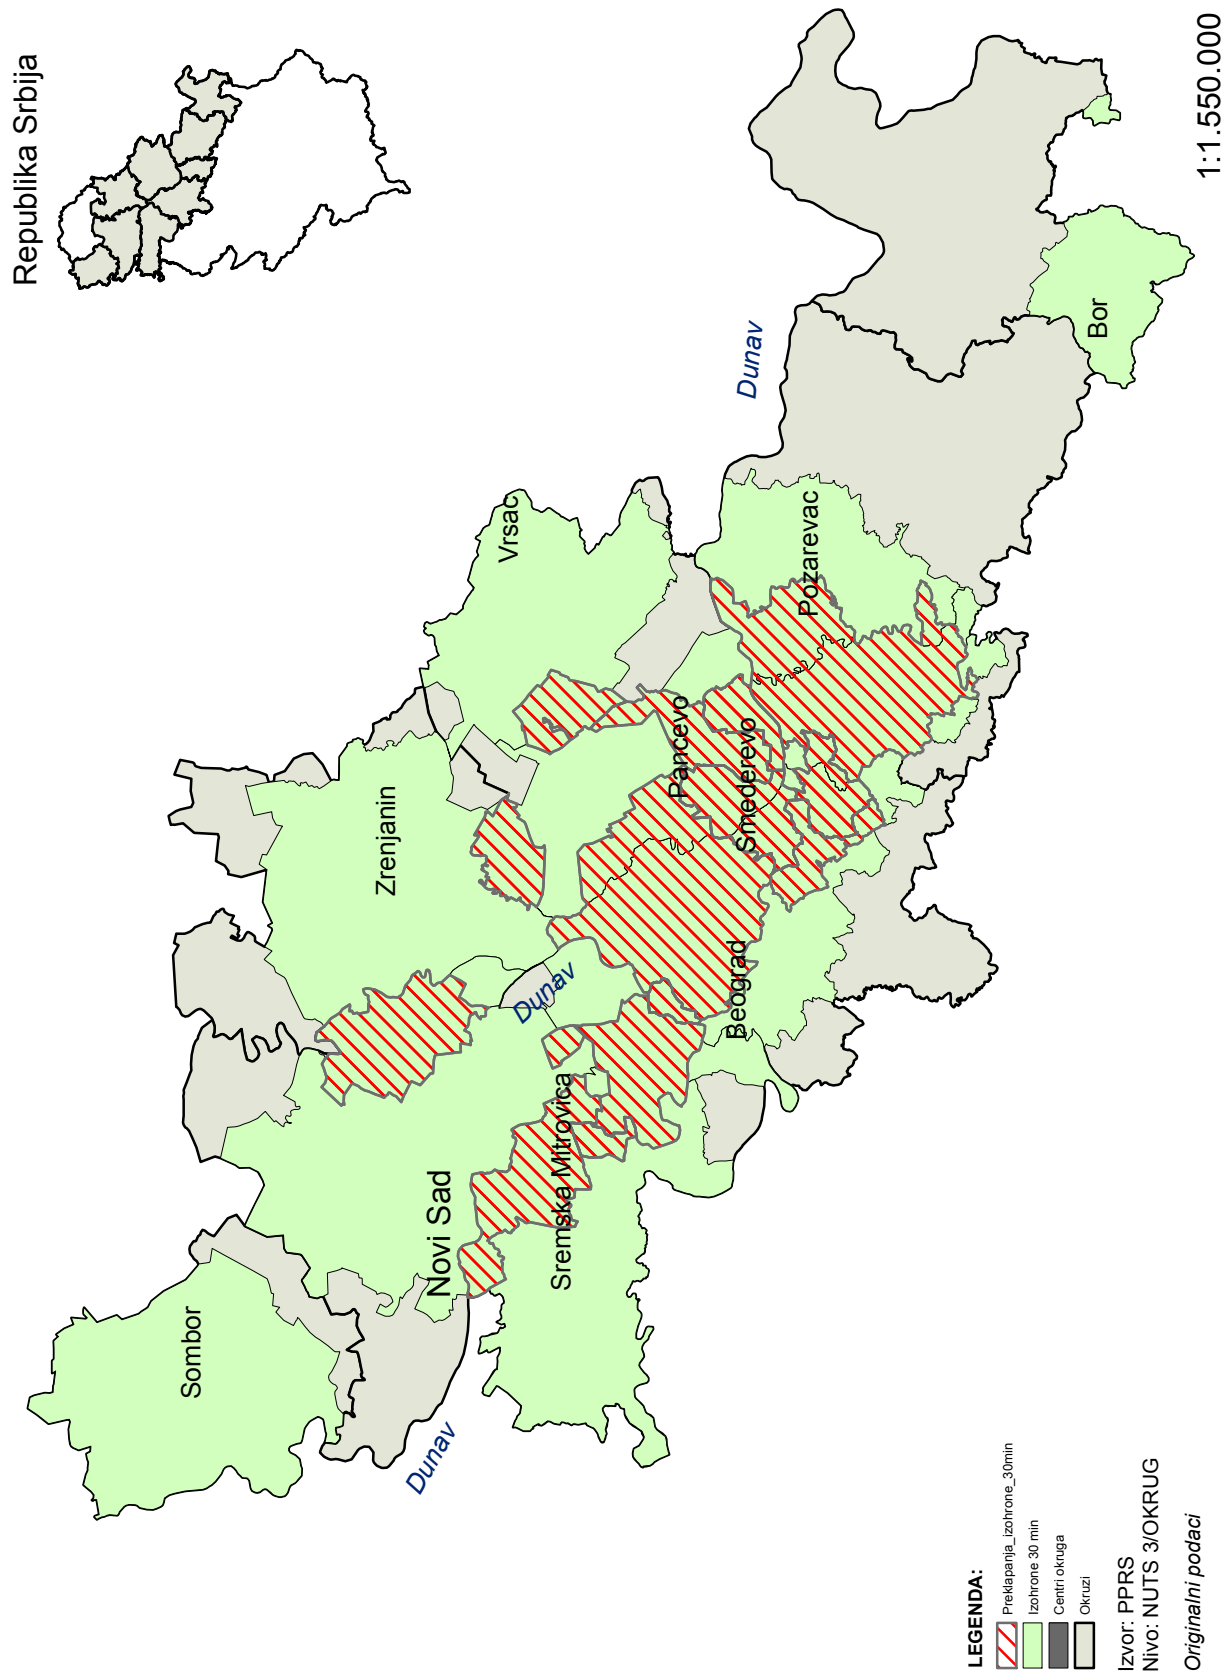 Republika Srbija
1:1.550.000
Sombor
Novi Sad
Zrenjanin
Vrsac
Sremska Mitrovica
Beograd
Pancevo
Smederevo
Pozarevac
Bor
Dunav
Dunav
Dunav
LEGENDA:
Preklapanja_izohrone_30min
Izohrone 30 min
Centri okruga
Okruzi
Izvor: PPRS
Nivo: NUTS 3/OKRUG
Originalni podaci